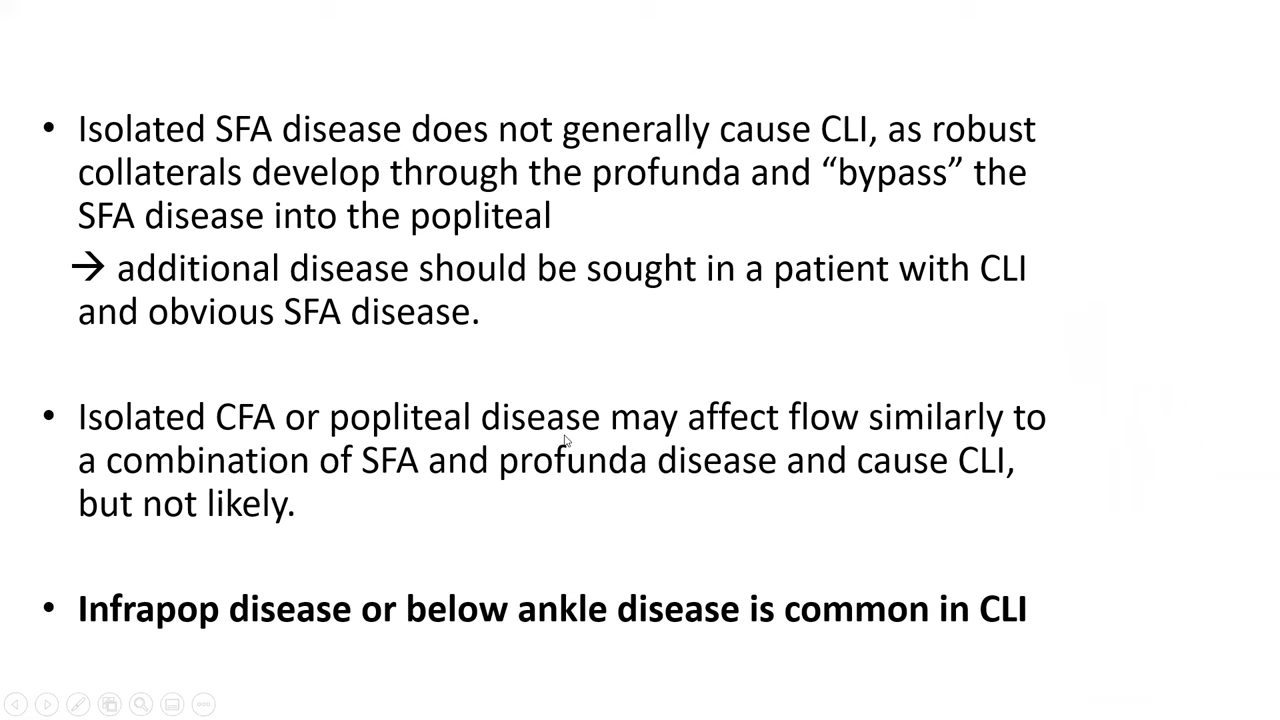 • Isolated SFA disease does not generally cause CLI, as robust
collaterals develop through the profunda and “bypass” the
SFA disease into the popliteal
→ additional disease should be sought in a patient with CLI
and obvious SFA disease.
• Isolated CFA or popliteal disease may affect flow similarly to
a combination of SFA and profunda disease and cause CLI,
but not likely.
• Infrapop disease or below ankle disease is common in CLI